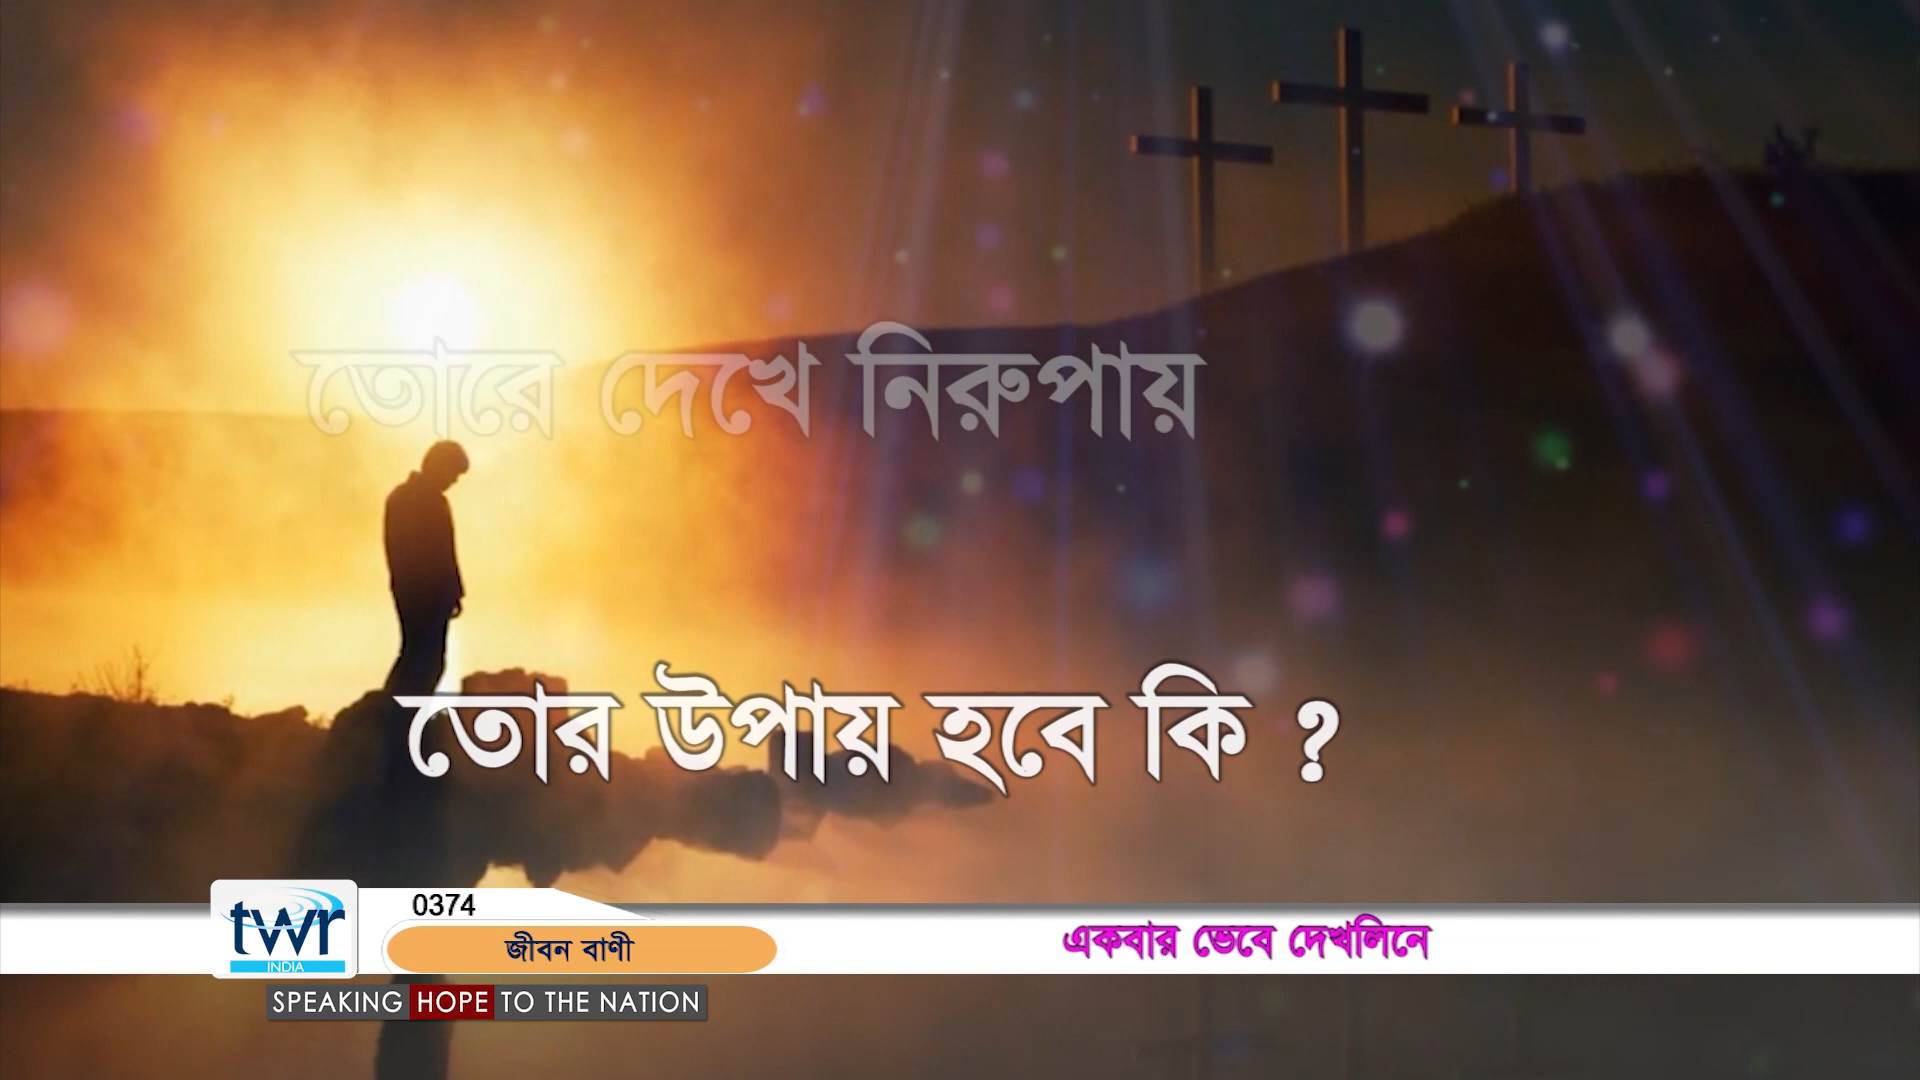 তোরে দেখে নিরুপায়
তোর উপায় হবে কি ?
twr
INDIA
0374
জীবন বাণী
একবার ভেবে দেখলিনে
SPEAKING HOPE TO THE NATION